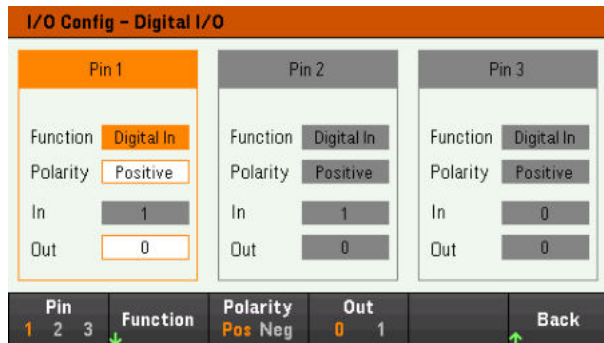 I/O Config - Digital I/O
Pin 1 Pin 2 Pin 3
Function Digital In Function Digital In Function Digital In
Polarity Positive Polarity Positive Polarity Positive
In 1 In 1 In 0
Out 0 Out 0 Out 0
Pin Function Polarity Out Back
1 2 3 Pos Neg 0 1